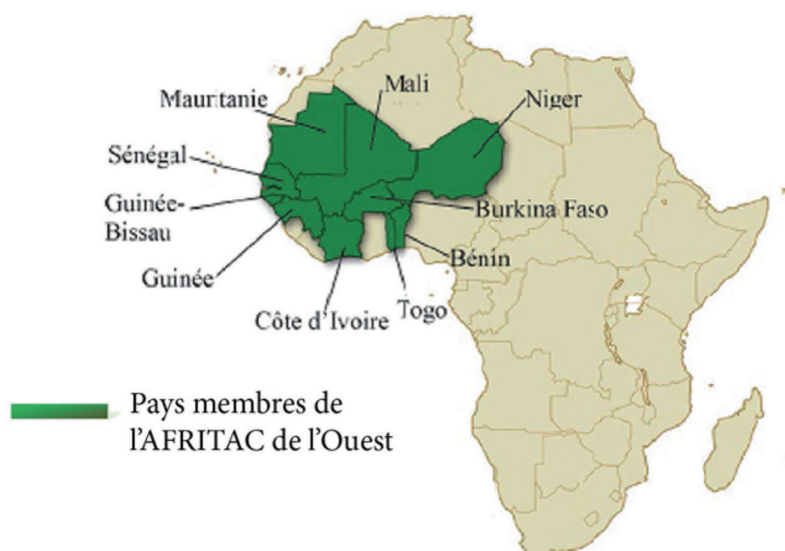 Mali
Mauritanie
Niger
Sénégal
Guinée-
Bissau
Burkina Faso
Bénin
Guinée
Togo
Côte d'Ivoire
Pays membres de
l'AFRITAC de l'Ouest